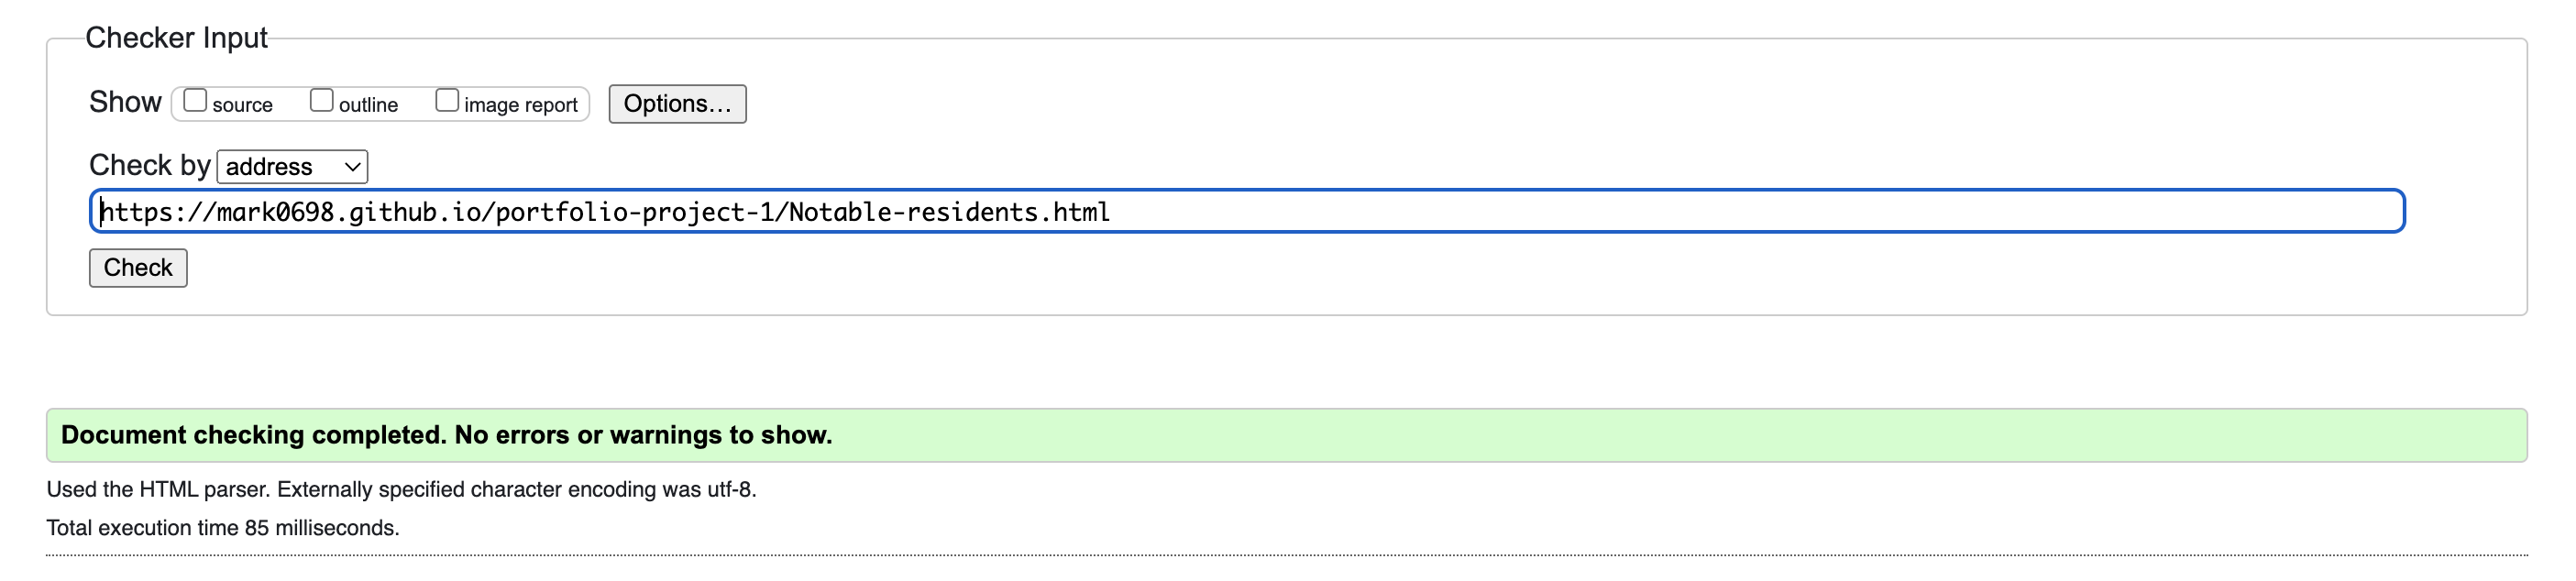 Checker Input
Show source outline image report Options...
Check by address
https://mark0698.github.io/portfolio-project-1/Notable-residents.html
Check
Document checking completed. No errors or warnings to show.
Used the HTML parser. Externally specified character encoding was utf-8.
Total execution time 85 milliseconds.